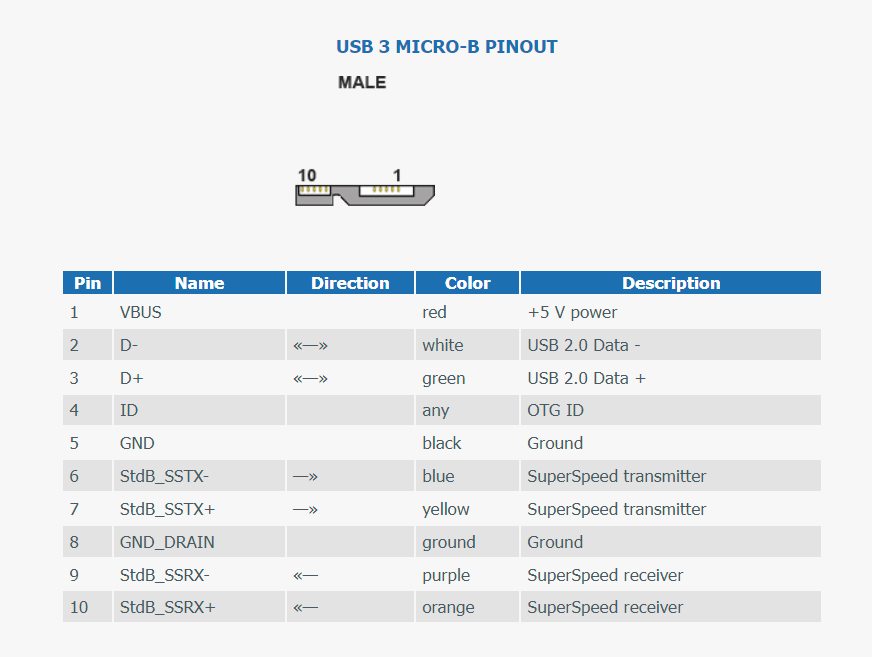 USB 3 MICRO-B PINOUT
MALE
10 1
Pin Name Direction Color Description
1 VBUS red +5 V power
2 D- «—» white USB 2.0 Data -
3 D+ «—» green USB 2.0 Data +
4 ID any OTG ID
5 GND black Ground
6 StdB_SSTX- —» blue SuperSpeed transmitter
7 StdB_SSTX+ —» yellow SuperSpeed transmitter
8 GND_DRAIN ground Ground
9 StdB_SSRX- «— purple SuperSpeed receiver
10 StdB_SSRX+ «— orange SuperSpeed receiver